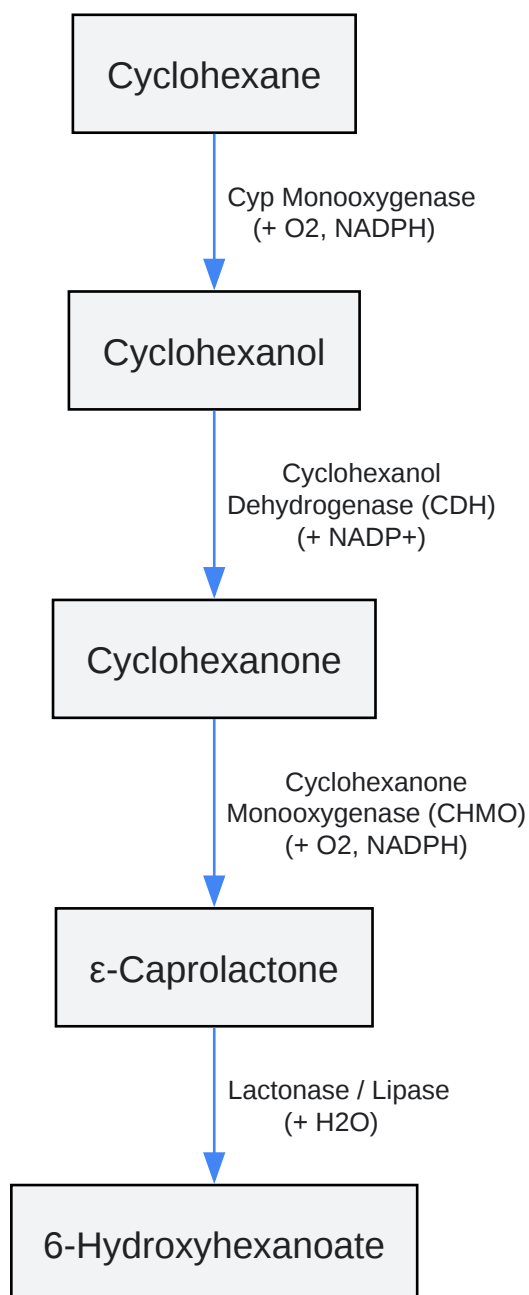 Cyclohexane
Cyp Monooxygenase
(+ O2, NADPH)
Cyclohexanol
Cyclohexanol
Dehydrogenase (CDH)
(+ NADP+)
Cyclohexanone
Cyclohexanone
Monooxygenase (CHMO)
(+ O2, NADPH)
ε-Caprolactone
Lactonase / Lipase
(+ H2O)
6-Hydroxyhexanoate